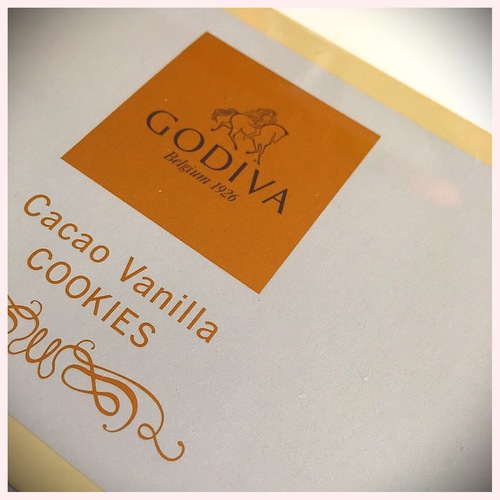 GODIVA
Belgium 1926
Cacao Vanilla
COOKIES